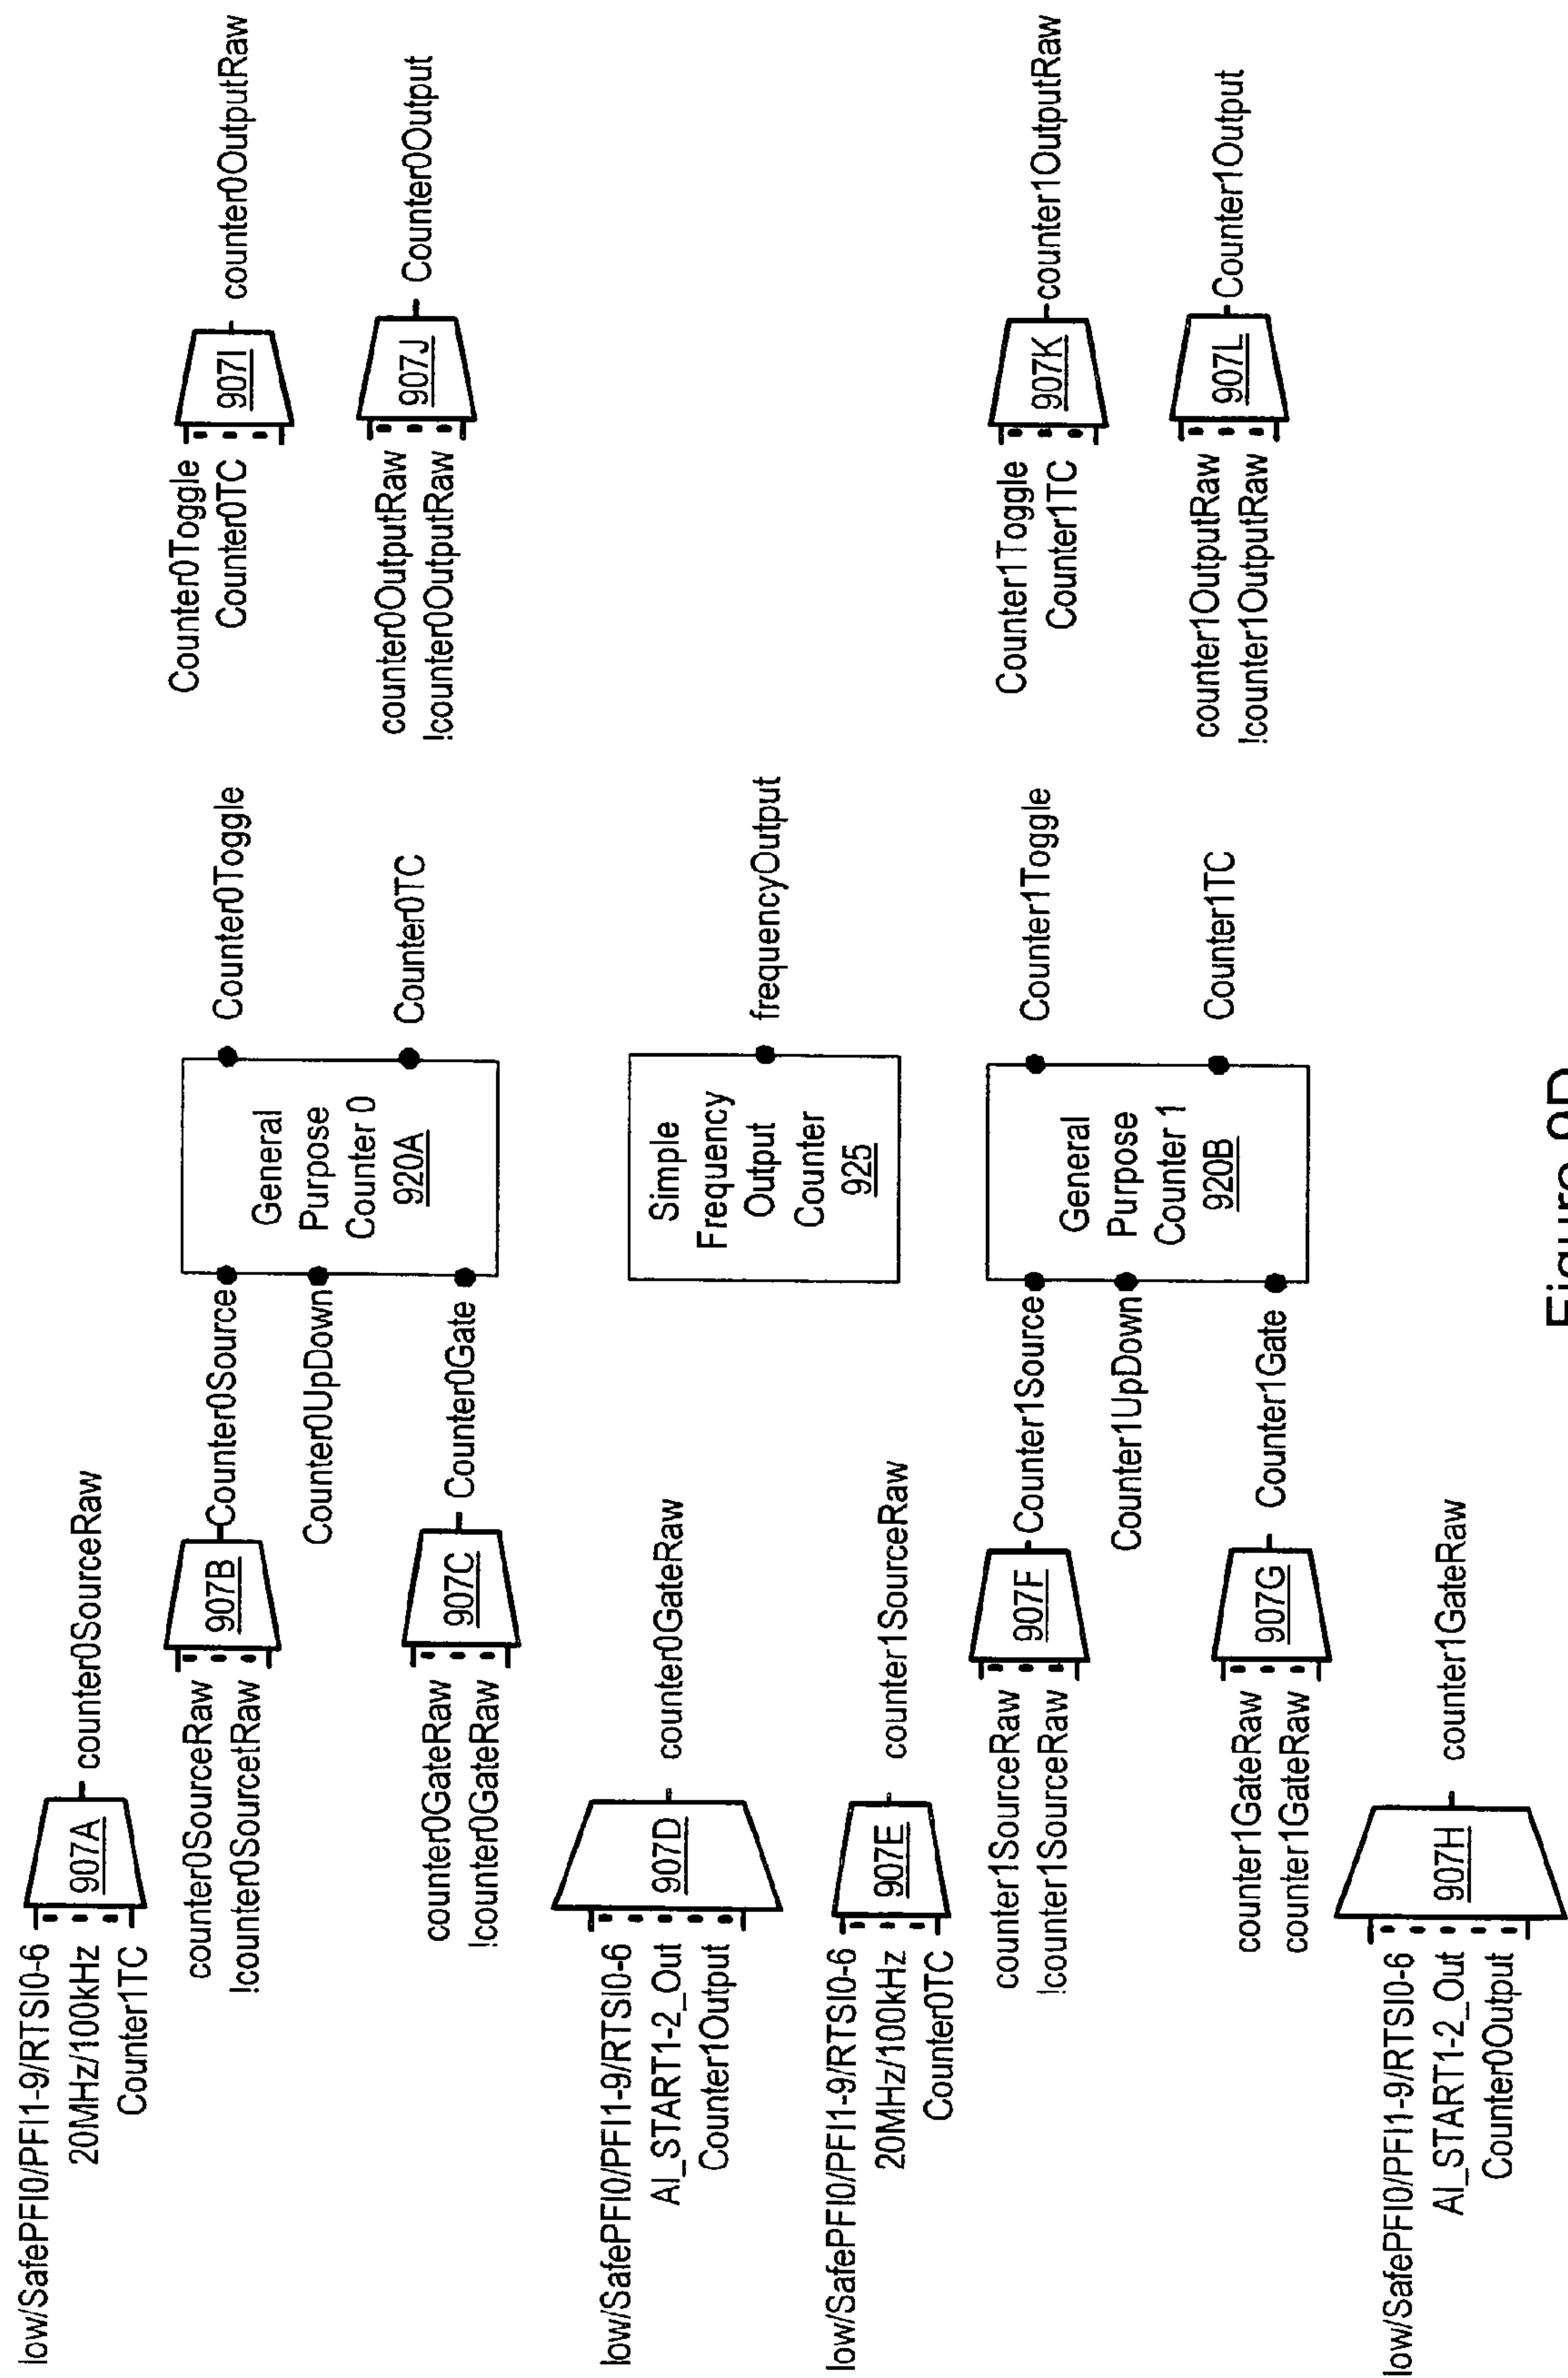 low/SafePFI0/PFI1-9/RTSI0-6
20MHz/100kHz
Counter1TC
907A
counter0SourceRaw
counter0SourceRaw
!counter0SourcetRaw
907B
Counter0Source
Counter0UpDown
counter0GateRaw
!counter0GateRaw
907C
Counter0Gate
General
Purpose
Counter 0
920A
Counter0Toggle
Counter0TC
Counter0Toggle
Counter0TC
907I
counter0OutputRaw
counter0OutputRaw
!counter0OutputRaw
907J
Counter0Output
low/SafePFI0/PFI1-9/RTSI0-6
AI_START1-2_Out
Counter1Output
907D
counter0GateRaw
Simple
Frequency
Output
Counter
925
frequencyOutput
low/SafePFI0/PFI1-9/RTSI0-6
20MHz/100kHz
Counter0TC
907E
counter1SourceRaw
counter1SourceRaw
!counter1SourceRaw
907F
Counter1Source
Counter1UpDown
counter1GateRaw
counter1GateRaw
907G
Counter1Gate
General
Purpose
Counter 1
920B
Counter1Toggle
Counter1TC
Counter1Toggle
Counter1TC
907K
counter1OutputRaw
counter1OutputRaw
!counter1OutputRaw
907L
Counter1Output
low/SafePFI0/PFI1-9/RTSI0-6
AI_START1-2_Out
Counter0Output
907H
counter1GateRaw
Figure